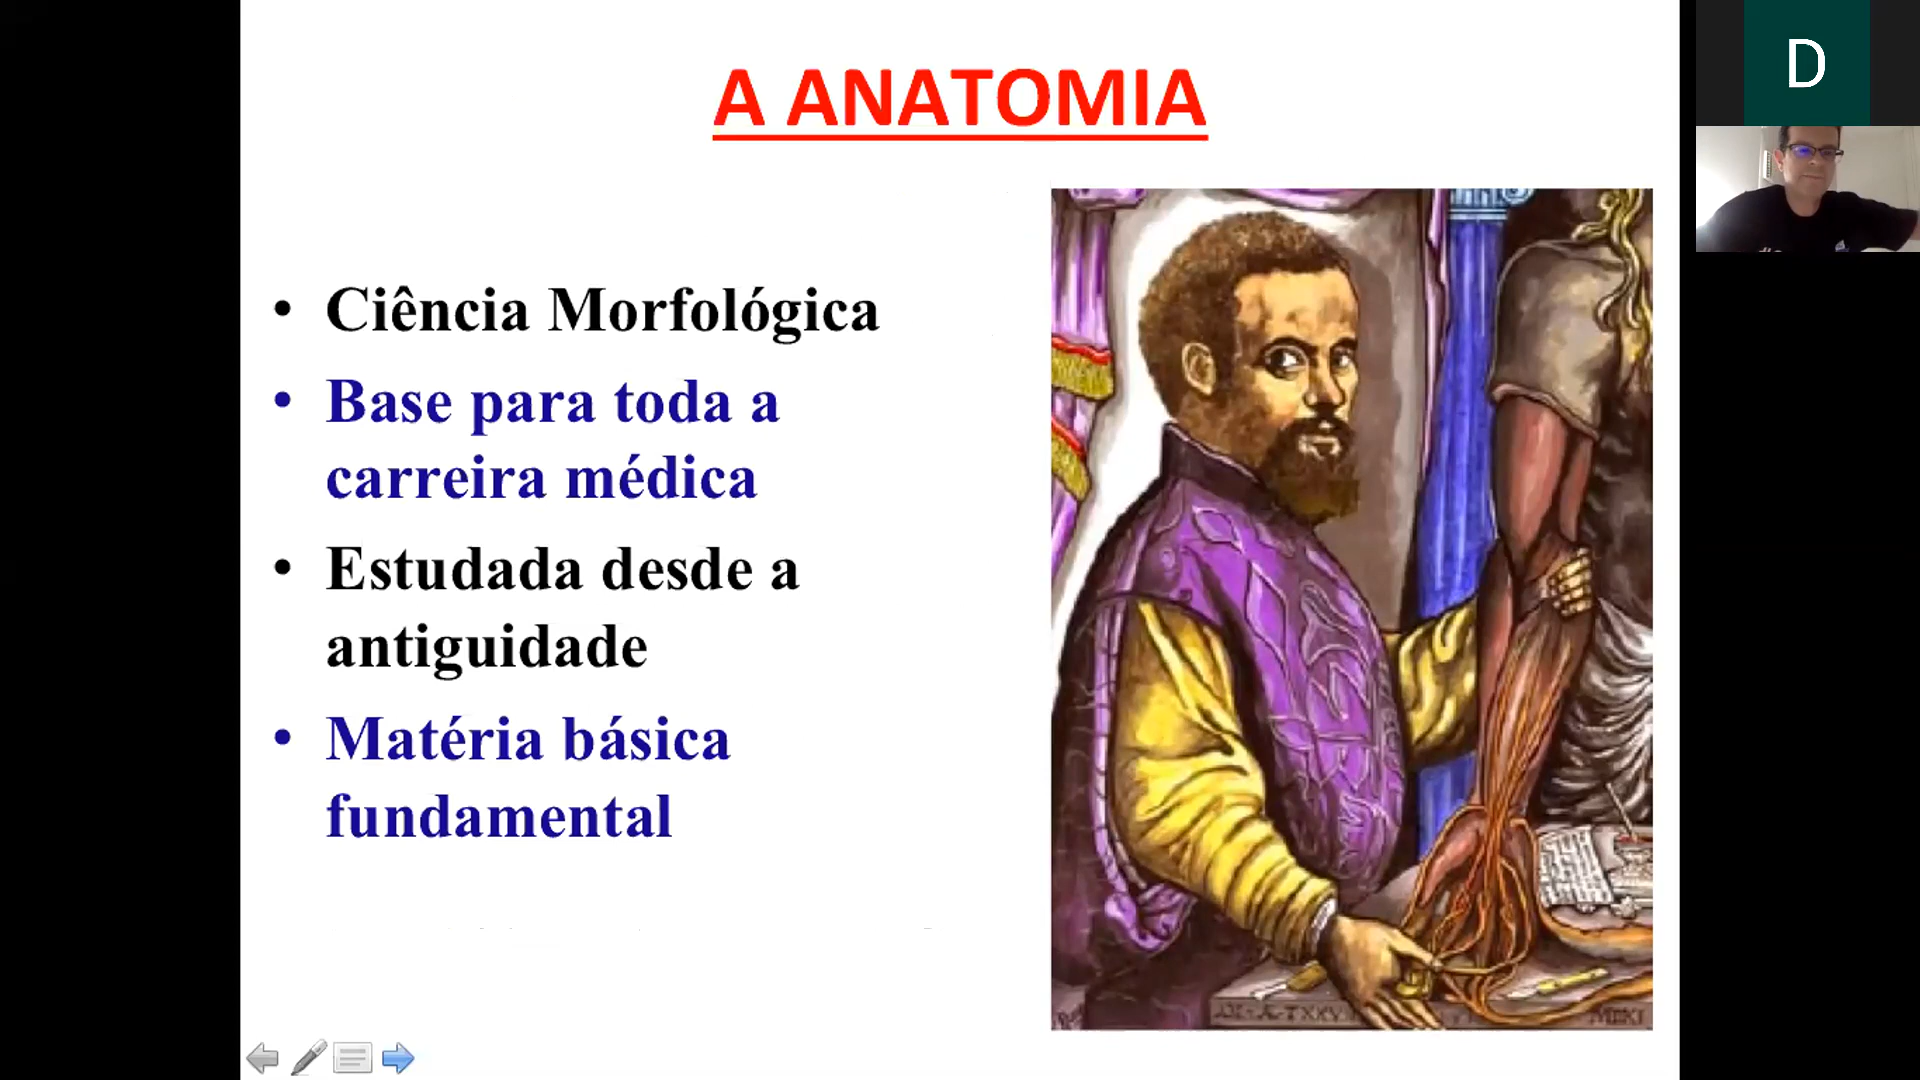 A ANATOMIA
D
• Ciência Morfológica
• Base para toda a
carreira médica
• Estudada desde a
antiguidade
• Matéria básica
fundamental